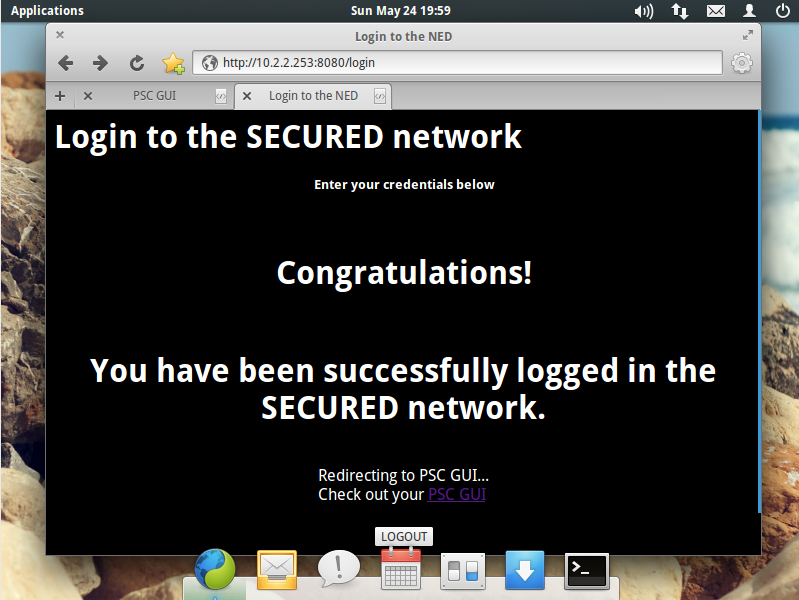 Applications
Sun May 24 19:59
Login to the NED
http://10.2.2.253:8080/login
PSC GUI
Login to the NED
Login to the SECURED network
Enter your credentials below
Congratulations!
You have been successfully logged in the
SECURED network.
Redirecting to PSC GUI...
Check out your PSC GUI
LOGOUT